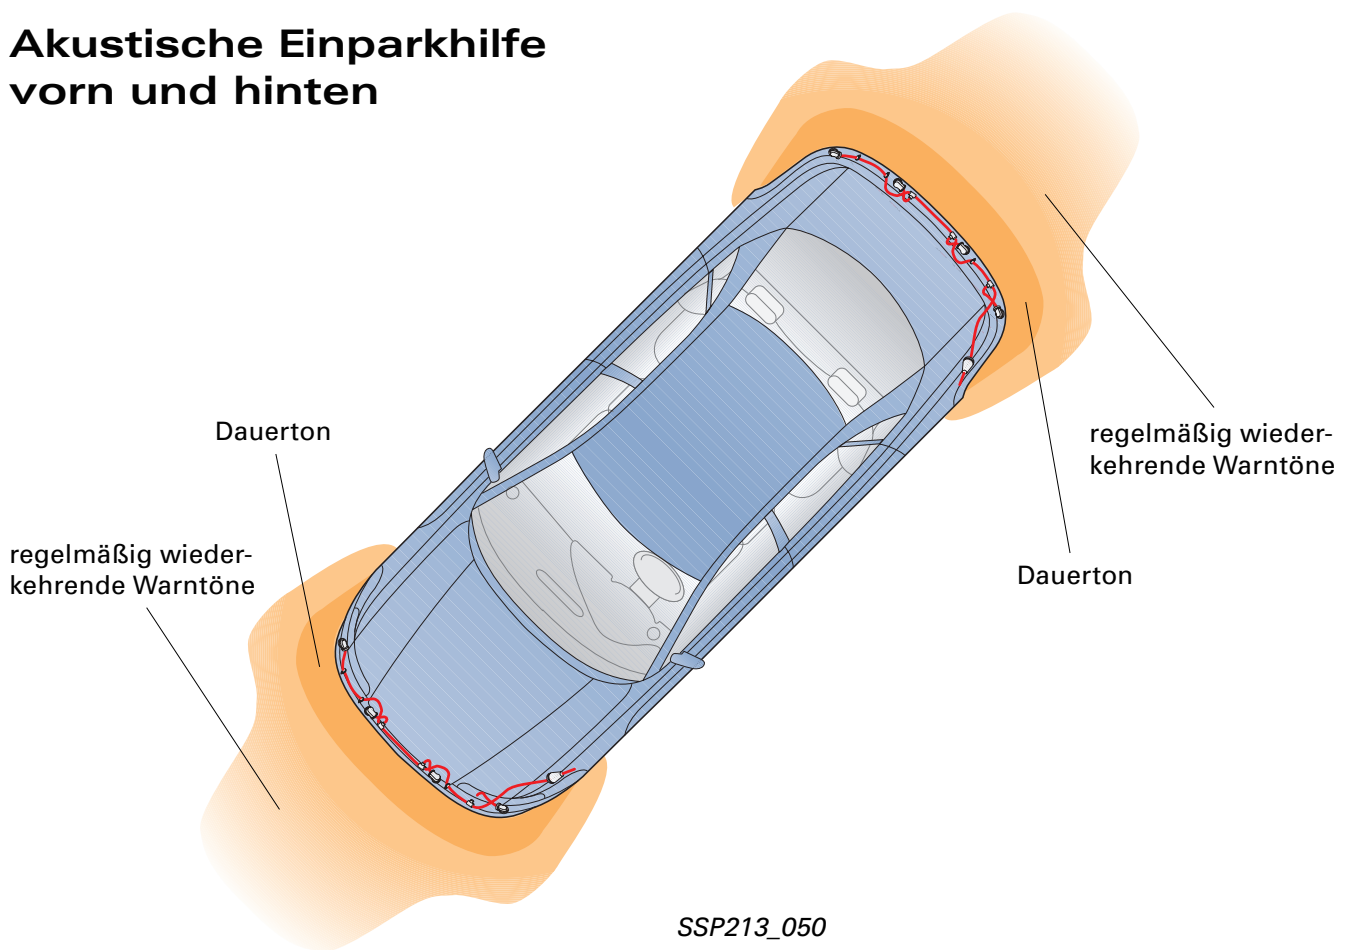 Akustische Einparkhilfe
vorn und hinten
Dauerton
regelmäßig wieder-
kehrende Warntöne
regelmäßig wieder-
kehrende Warntöne
Dauerton
SSP213_050